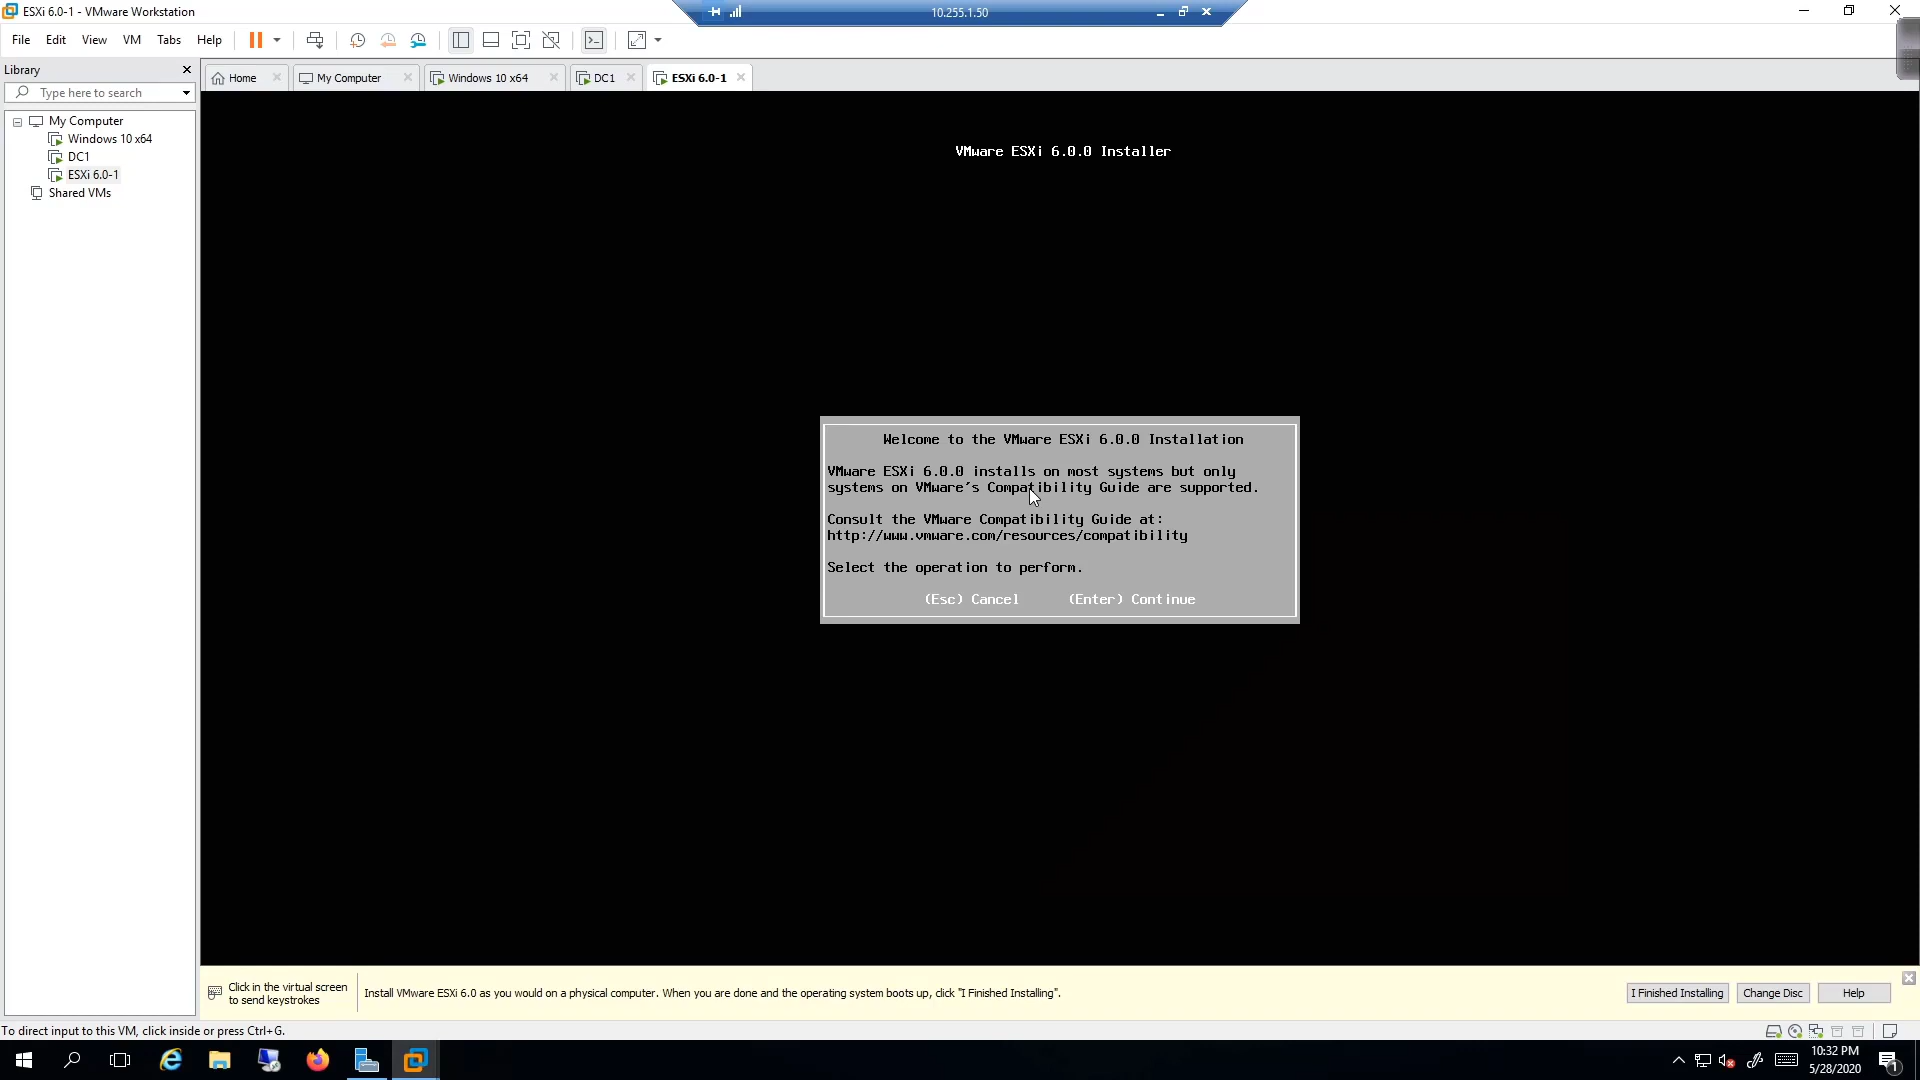 ESXi 6.0-1 - VMware Workstation
10.255.1.50
File Edit View VM Tabs Help
Library
Type here to search
My Computer
Windows 10 x64
DC1
ESXi 6.0-1
Shared VMs
Home
My Computer
Windows 10 x64
DC1
ESXi 6.0-1
VMware ESXi 6.0.0 Installer
Welcome to the VMware ESXi 6.0.0 Installation
VMware ESXi 6.0.0 installs on most systems but only
systems on VMware's Compatibility Guide are supported.
Consult the VMware Compatibility Guide at:
http://www.vmware.com/resources/compatibility
Select the operation to perform.
(Esc) Cancel (Enter) Continue
Click in the virtual screen
to send keystrokes
Install VMware ESXi 6.0 as you would on a physical computer. When you are done and the operating system boots up, click "I Finished Installing".
I Finished Installing
Change Disc
Help
To direct input to this VM, click inside or press Ctrl+G.
10:32 PM
5/28/2020
1